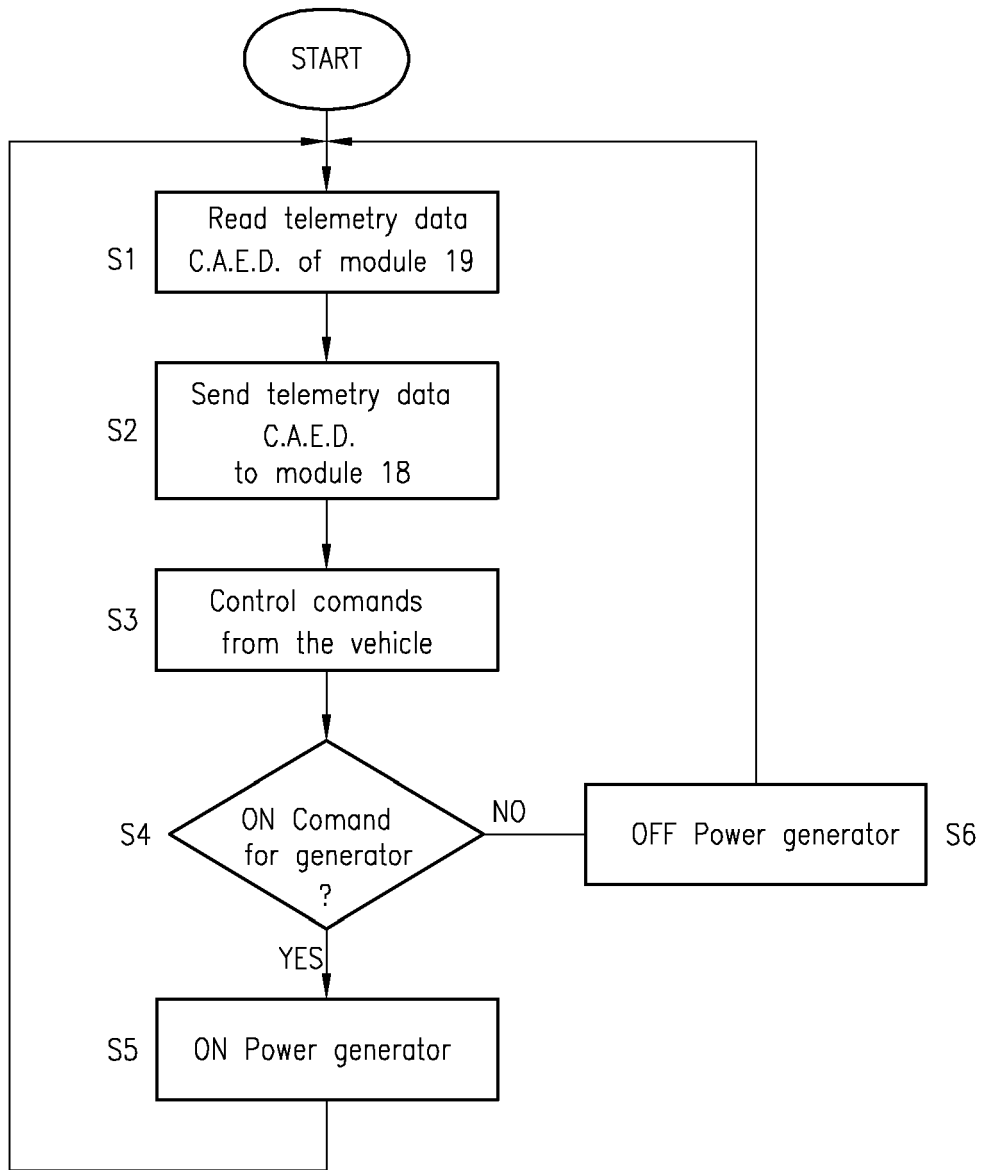 START
Read telemetry data
S1
C.A.E.D. of module 19
Send telemetry data
S2
C.A.E.D.
to module 18
Control comands
S3
from the vehicle
NO
ON Comand
S4
OFF Power generator
S6
for generator
?
YES
S5
ON Power generator